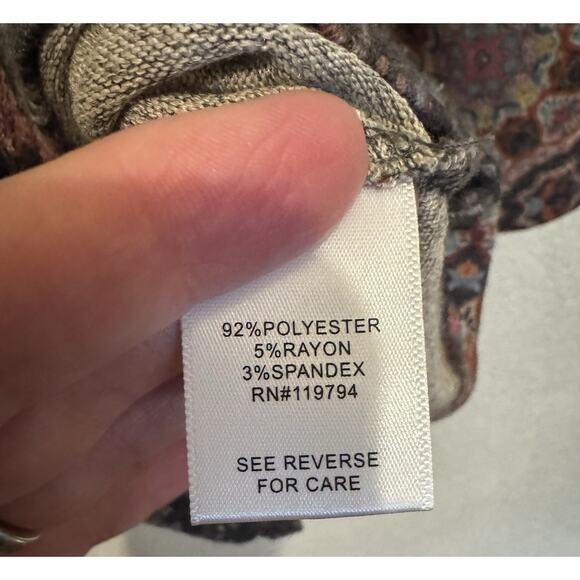 92%POLYESTER
5%RAYON
3%SPANDEX
RN#119794
SEE REVERSE
FOR CARE